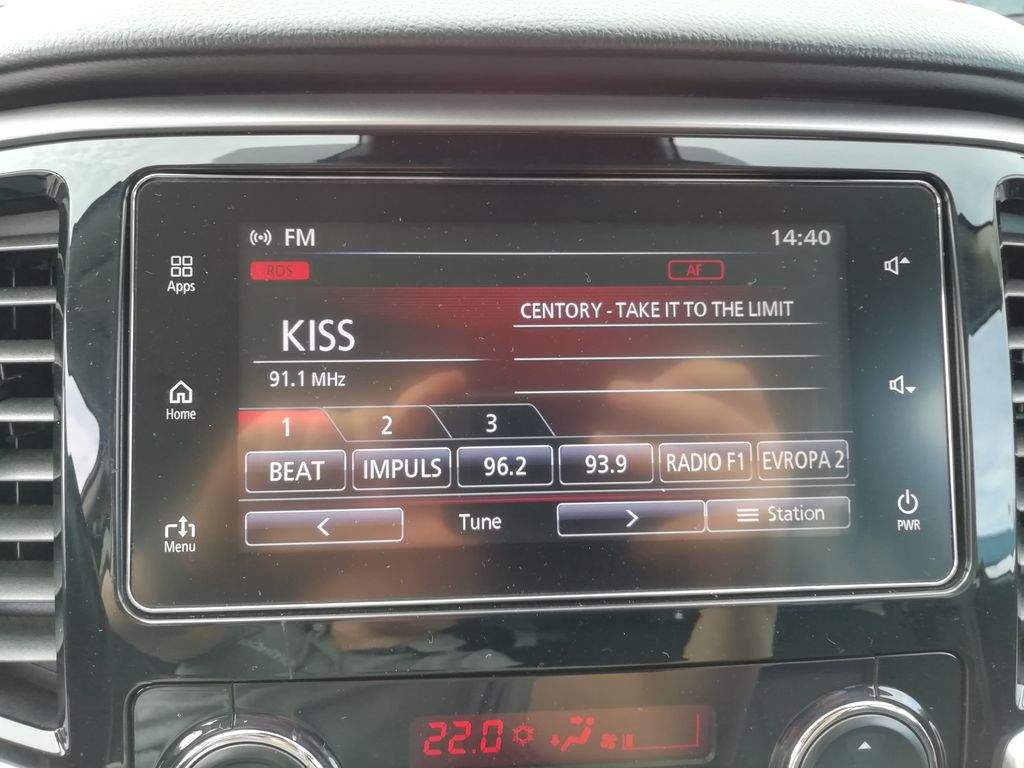 FM 14:40
RDS AF
Apps
CENTORY - TAKE IT TO THE LIMIT
KISS
91.1 MHz
Home
1 2 3
BEAT IMPULS 96.2 93.9 RADIO F1 EVROPA 2
< Tune > Station
Menu
PWR
22.0